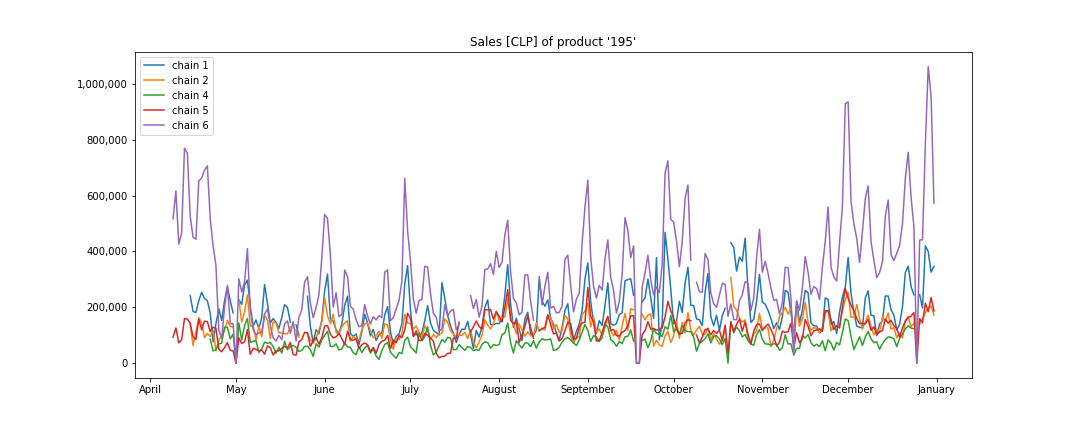 Sales [CLP] of product '195'
chain 1
chain 2
chain 4
chain 5
chain 6
1,000,000
800,000
600,000
400,000
200,000
0
April May June July August September October November December January